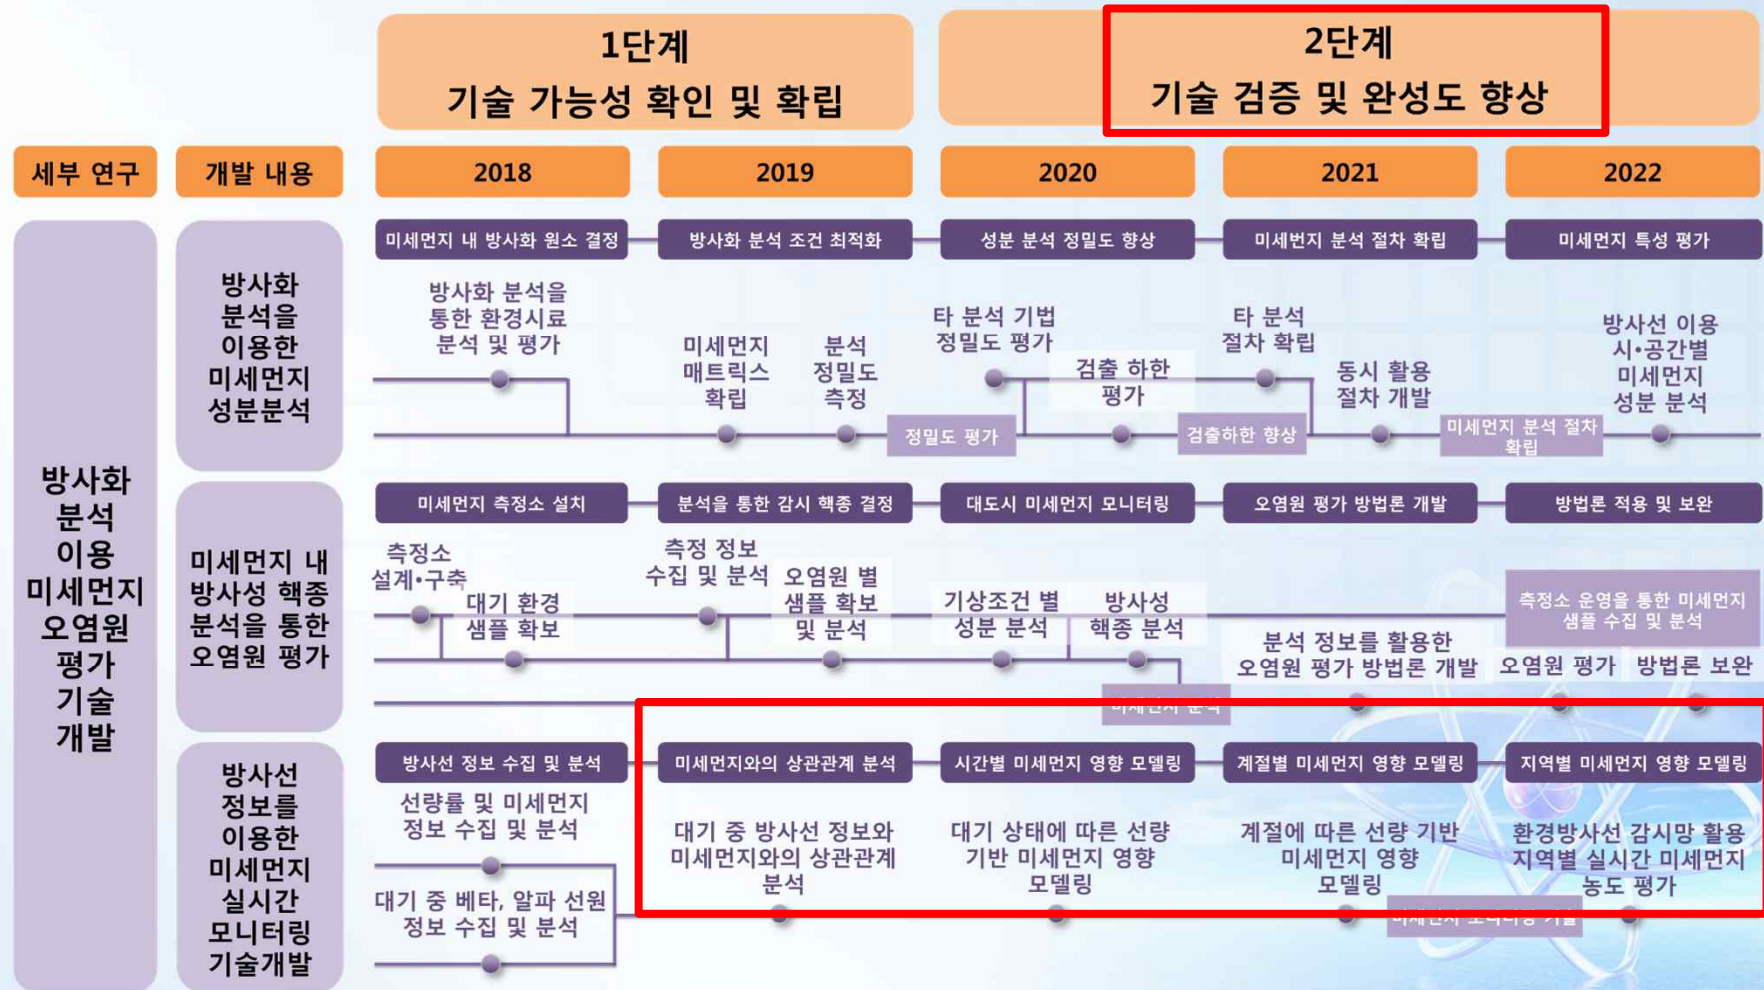 1단계
기술 가능성 확인 및 확립
2단계
기술 검증 및 완성도 향상
세부 연구
개발 내용
2018
2019
2020
2021
2022
방사화
분석
이용
미세먼지
오염원
평가
기술
개발
방사화
분석을
이용한
미세먼지
성분분석
미세먼지 내 방사화 원소 결정
방사화 분석 조건 최적화
성분 분석 정밀도 향상
미세번지 분석 절차 확립
미세먼지 특성 평가
방사화 분석을
통한 환경시료
분석 및 평가
미세먼지
매트릭스
확립
분석
정밀도
측정
정밀도 평가
타 분석 기법
정밀도 평가
검출 하한
평가
검출하한 향상
타 분석
절차 확립
동시 활용
절차 개발
미세먼지 분석 절차
확립
방사선 이용
시•공간별
미세먼지
성분 분석
미세먼지 내
방사성 핵종
분석을 통한
오염원 평가
미세먼지 측정소 설치
분석을 통한 감시 핵종 결정
대도시 미세먼지 모니터링
오염원 평가 방법론 개발
방법론 적용 및 보완
측정소
설계•구축
대기 환경
샘플 확보
측정 정보
수집 및 분석
오염원 별
샘플 확보
및 분석
기상조건 별
성분 분석
방사성
핵종 분석
미세먼지 분석
분석 정보를 활용한
오염원 평가 방법론 개발
측정소 운영을 통한 미세먼지
샘플 수집 및 분석
오염원 평가
방법론 보완
방사선
정보를
이용한
미세먼지
실시간
모니터링
기술개발
방사선 정보 수집 및 분석
미세먼지와의 상관관계 분석
시간별 미세먼지 영향 모델링
계절별 미세먼지 영향 모델링
지역별 미세먼지 영향 모델링
선량률 및 미세먼지
정보 수집 및 분석
대기 중 베타, 알파 선원
정보 수집 및 분석
대기 중 방사선 정보와
미세먼지와의 상관관계
분석
대기 상태에 따른 선량
기반 미세먼지 영향
모델링
계절에 따른 선량 기반
미세먼지 영향
모델링
미세먼지 모니터링 기술
환경방사선 감시망 활용
지역별 실시간 미세먼지
농도 평가